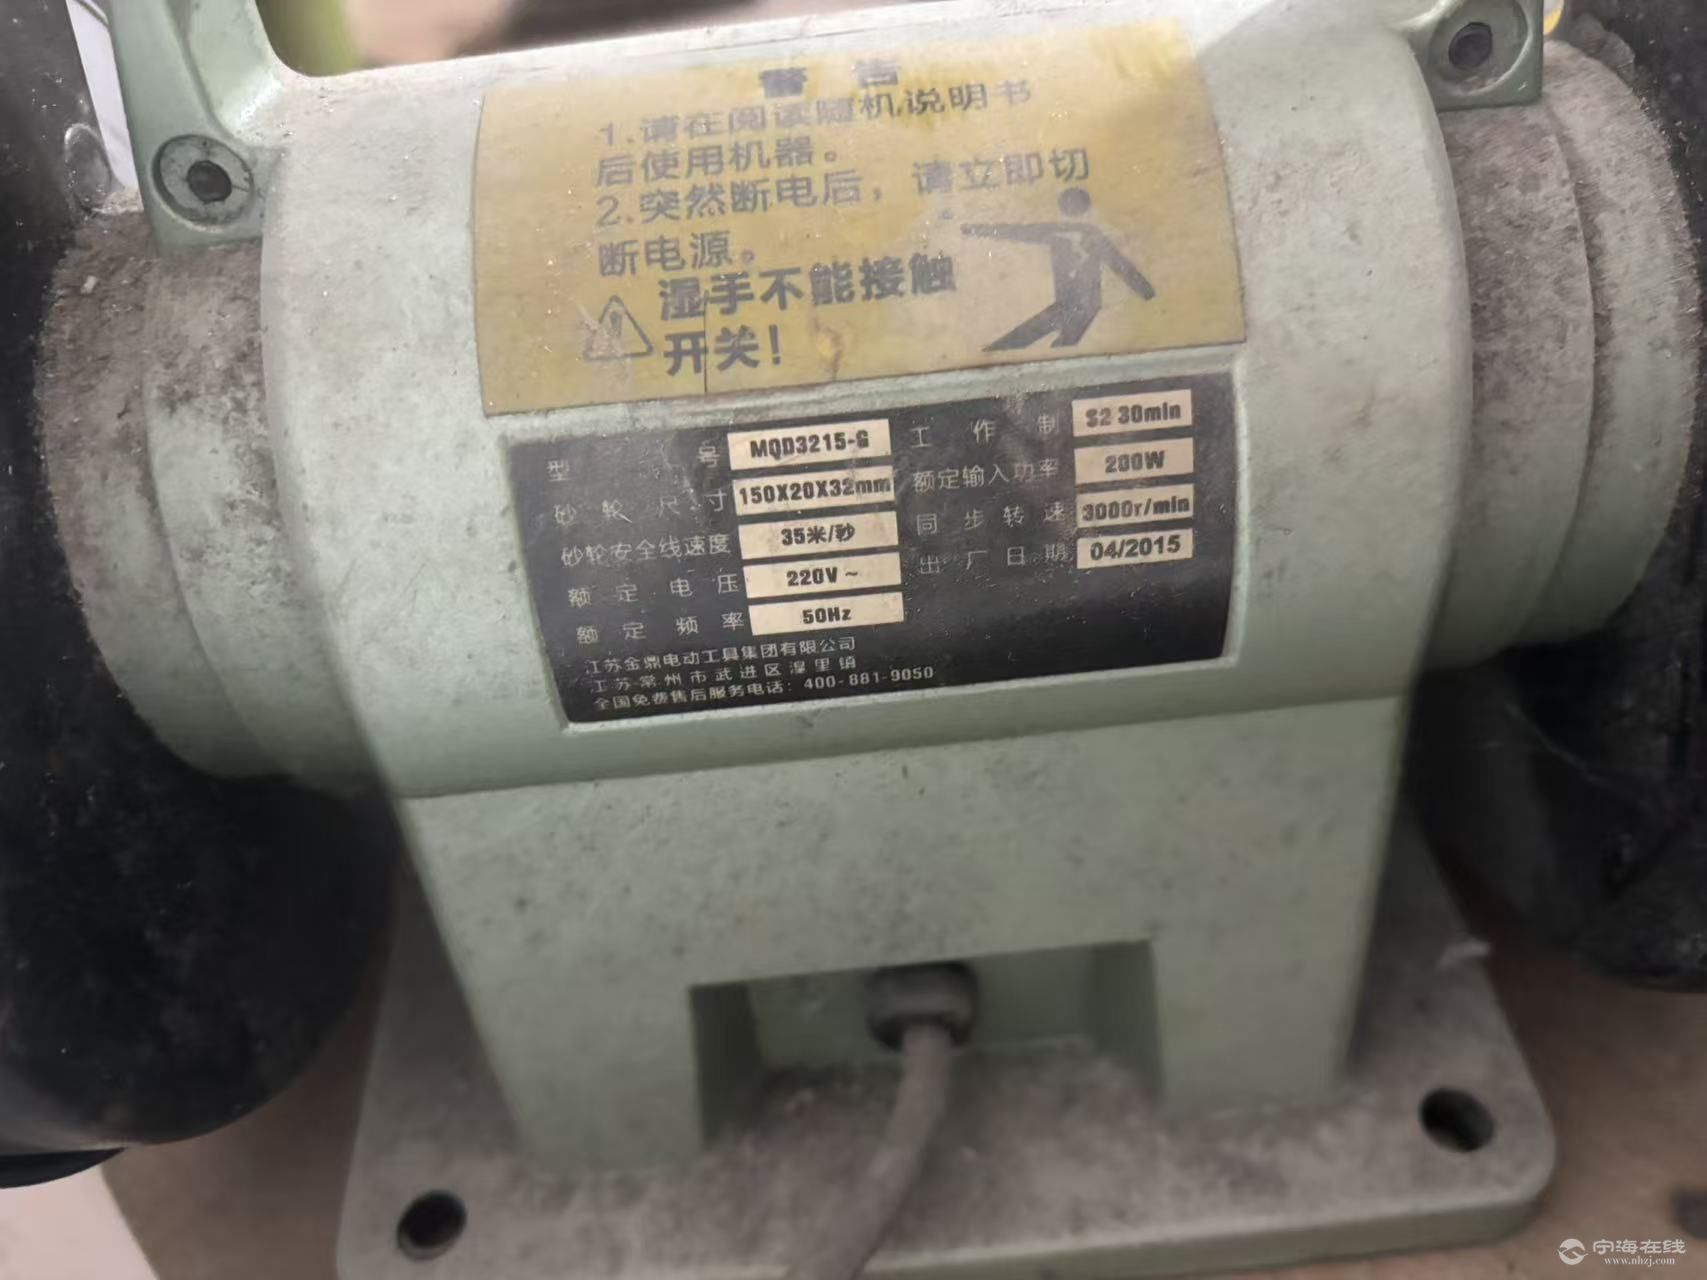 警告
1.请在阅读随机说明书
后使用机器。
2.突然断电后，请立即切
断电源。
湿手不能接触
开关！
型号 MQD3215-G 工作制 S2 30min
砂轮尺寸 150X20X32mm 额定输入功率 200W
砂轮安全线速度 35米/秒 同步转速 3000r/min
额定电压 220V～ 出厂日期 04/2015
额定频率 50Hz
江苏金鼎电动工具集团有限公司
江苏常州市武进区湟里镇
全国免费售后服务电话：400-881-9050
宁海在线
www.nhzj.com